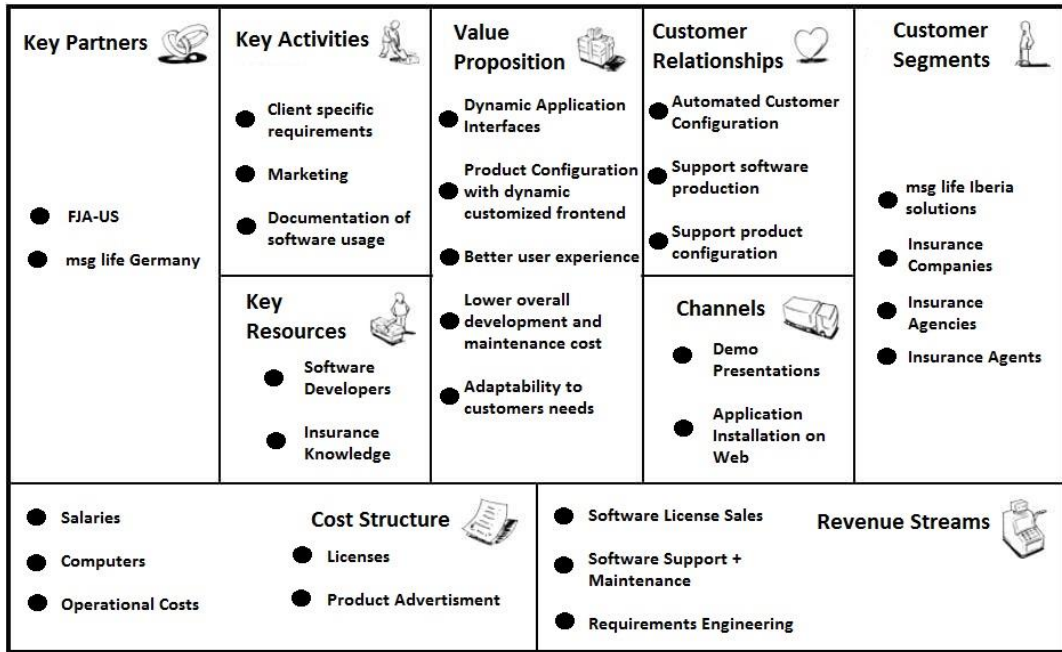 Key Partners
FJA-US
msg life Germany
Key Activities
Client specific
requirements
Marketing
Documentation of
software usage
Key
Resources
Software
Developers
Insurance
Knowledge
Value
Proposition
Dynamic Application
Interfaces
Product Configuration
with dynamic
customized frontend
Better user experience
Lower overall
development and
maintenance cost
Adaptability to
customers needs
Customer
Relationships
Automated Customer
Configuration
Support software
production
Support product
configuration
Channels
Demo
Presentations
Application
Installation on
Web
Customer
Segments
msg life Iberia
solutions
Insurance
Companies
Insurance
Agencies
Insurance Agents
Cost Structure
Salaries
Computers
Operational Costs
Licenses
Product Advertisment
Revenue Streams
Software License Sales
Software Support +
Maintenance
Requirements Engineering